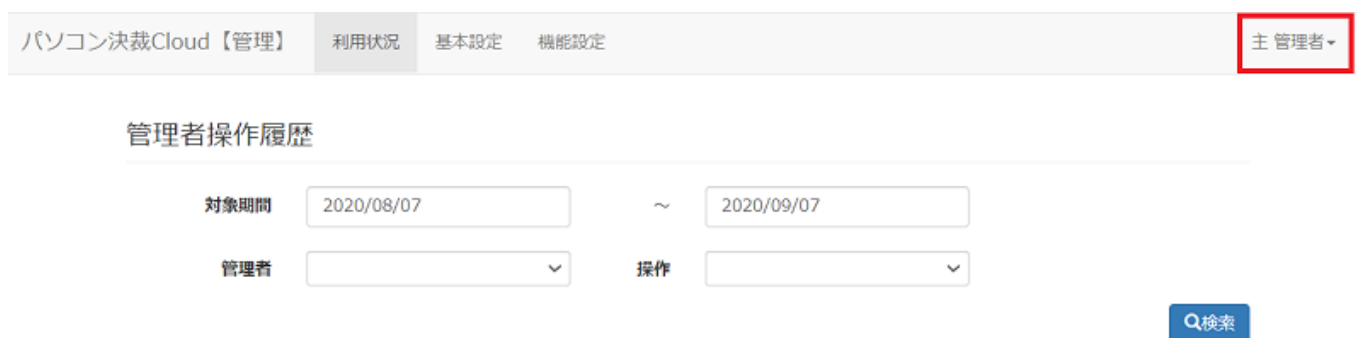 パソコン決裁Cloud【管理】 利用状況 基本設定 機能設定 主 管理者
管理者操作履歴
対象期間 2020/08/07 ～ 2020/09/07
管理者 操作
検索